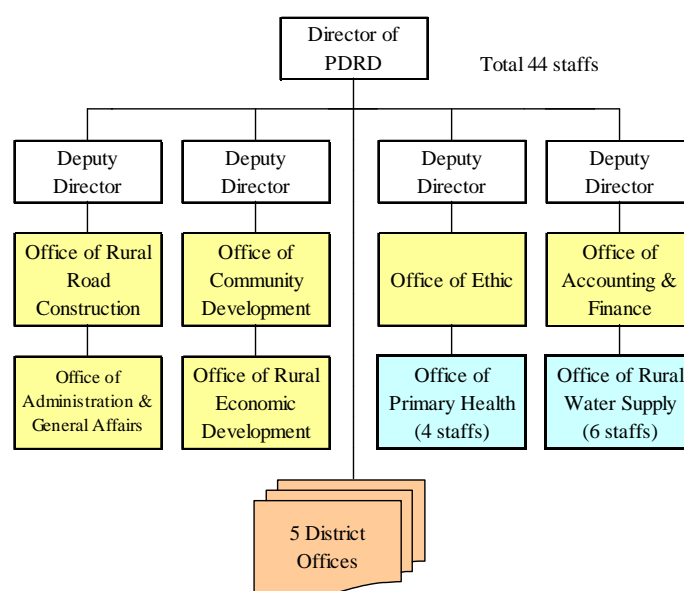 Director of
PDRD
Total 44 staffs
Deputy
Director
Deputy
Director
Deputy
Director
Deputy
Director
Office of Rural
Road
Construction
Office of
Community
Development
Office of Ethic
Office of
Accounting &
Finance
Office of
Administration &
General Affairs
Office of Rural
Economic
Development
Office of
Primary Health
(4 staffs)
Office of Rural
Water Supply
(6 staffs)
5 District
Offices